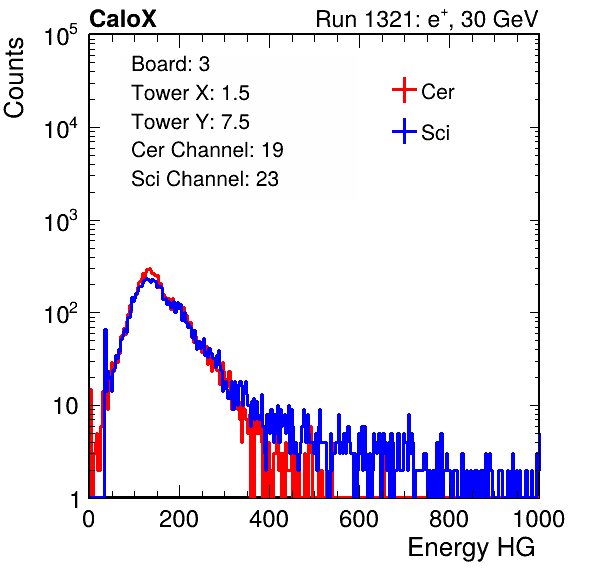 CaloX Run 1321: e⁺, 30 GeV
Counts
Board: 3
Tower X: 1.5
Tower Y: 7.5
Cer Channel: 19
Sci Channel: 23
Cer
Sci
10⁵
10⁴
10³
10²
10
1
0 200 400 600 800 1000
Energy HG